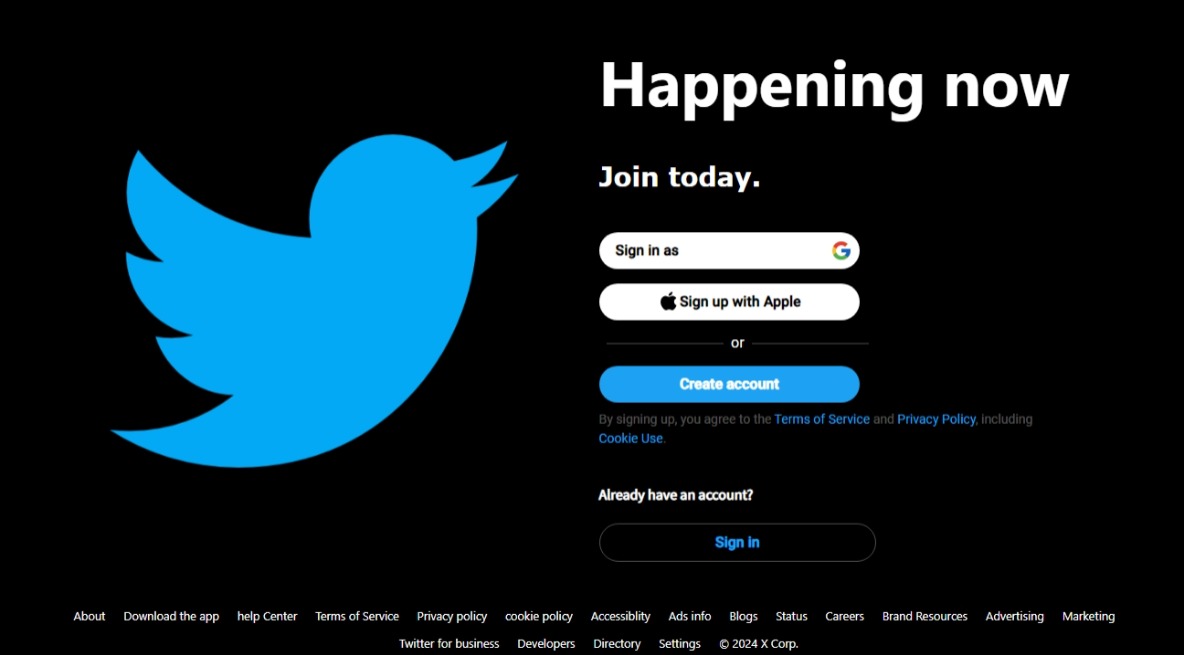 Happening now
Join today.
Sign in as
Sign up with Apple
or
Create account
By signing up, you agree to the Terms of Service and Privacy Policy, including
Cookie Use.
Already have an account?
Sign in
About Download the app help Center Terms of Service Privacy policy cookie policy Accessiblity Ads info Blogs Status Careers Brand Resources Advertising Marketing
Twitter for business Developers Directory Settings © 2024 X Corp.